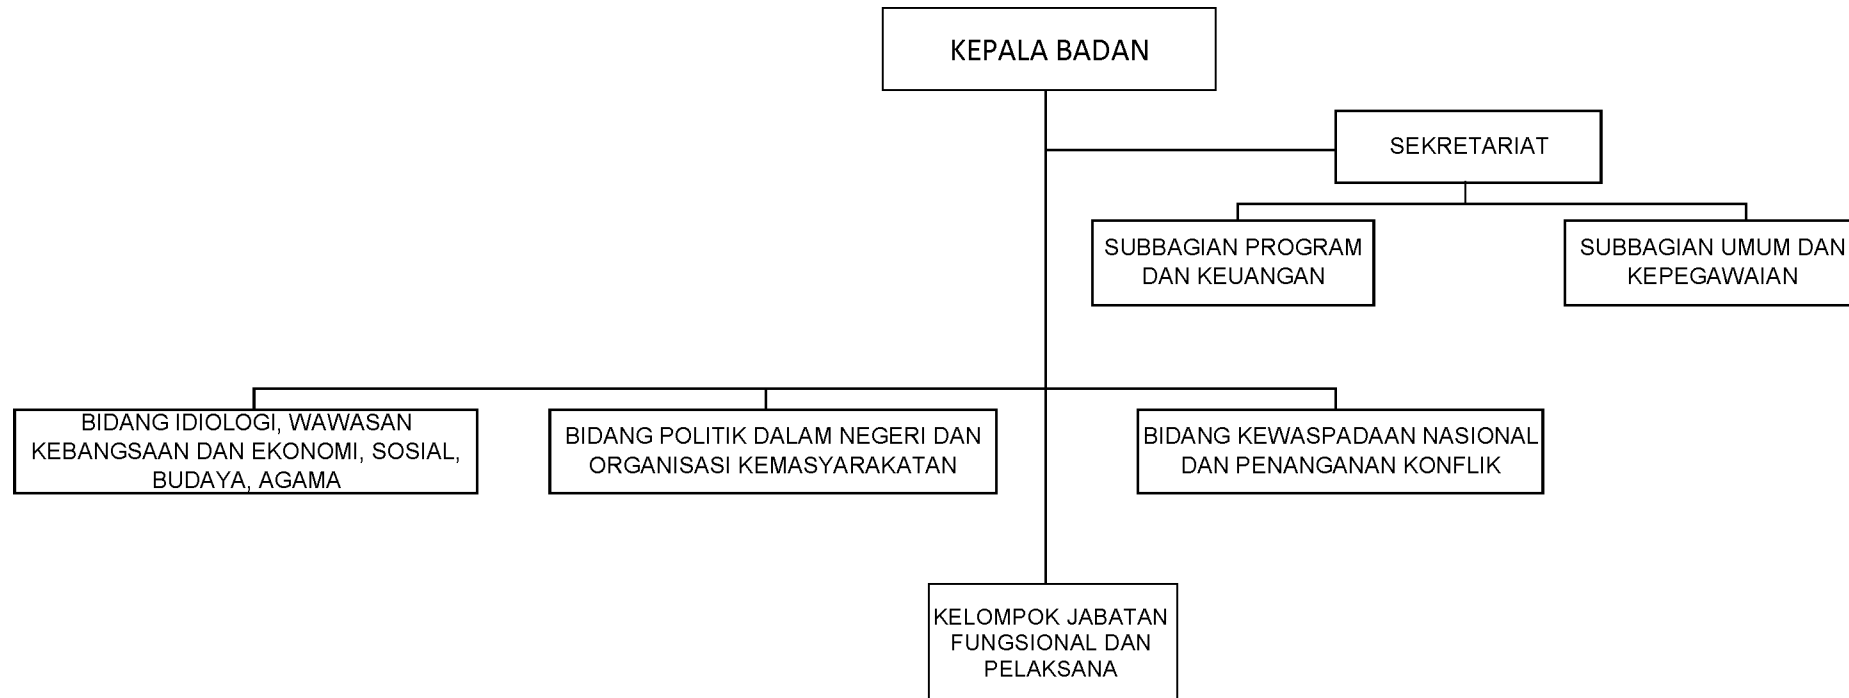 KEPALA BADAN
SEKRETARIAT
SUBBAGIAN PROGRAM
DAN KEUANGAN
SUBBAGIAN UMUM DAN
KEPEGAWAIAN
BIDANG IDIOLOGI, WAWASAN
KEBANGSAAN DAN EKONOMI, SOSIAL,
BUDAYA, AGAMA
BIDANG POLITIK DALAM NEGERI DAN
ORGANISASI KEMASYARAKATAN
BIDANG KEWASPADAAN NASIONAL
DAN PENANGANAN KONFLIK
KELOMPOK JABATAN
FUNGSIONAL DAN
PELAKSANA